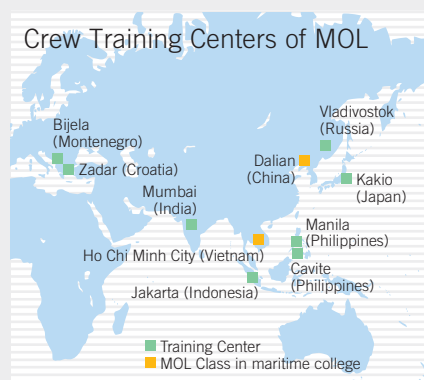 Crew Training Centers of MOL
Vladivostok
(Russia)
Bijela
(Montenegro)
Dalian
(China)
Zadar (Croatia)
Kakio
(Japan)
Mumbai
(India)
Manila
(Philippines)
Ho Chi Minh City (Vietnam)
Cavite
(Philippines)
Jakarta (Indonesia)
Training Center
MOL Class in maritime college